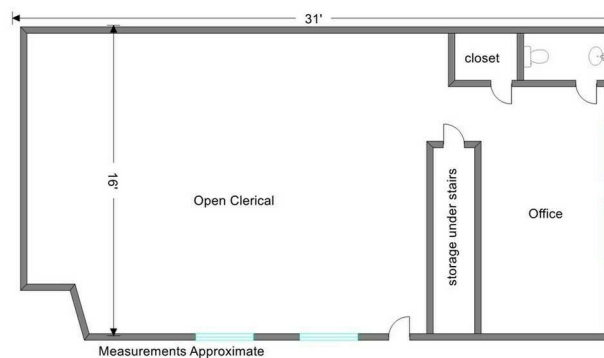 31'
closet
16'
Open Clerical
storage under stairs
Office
Measurements Approximate